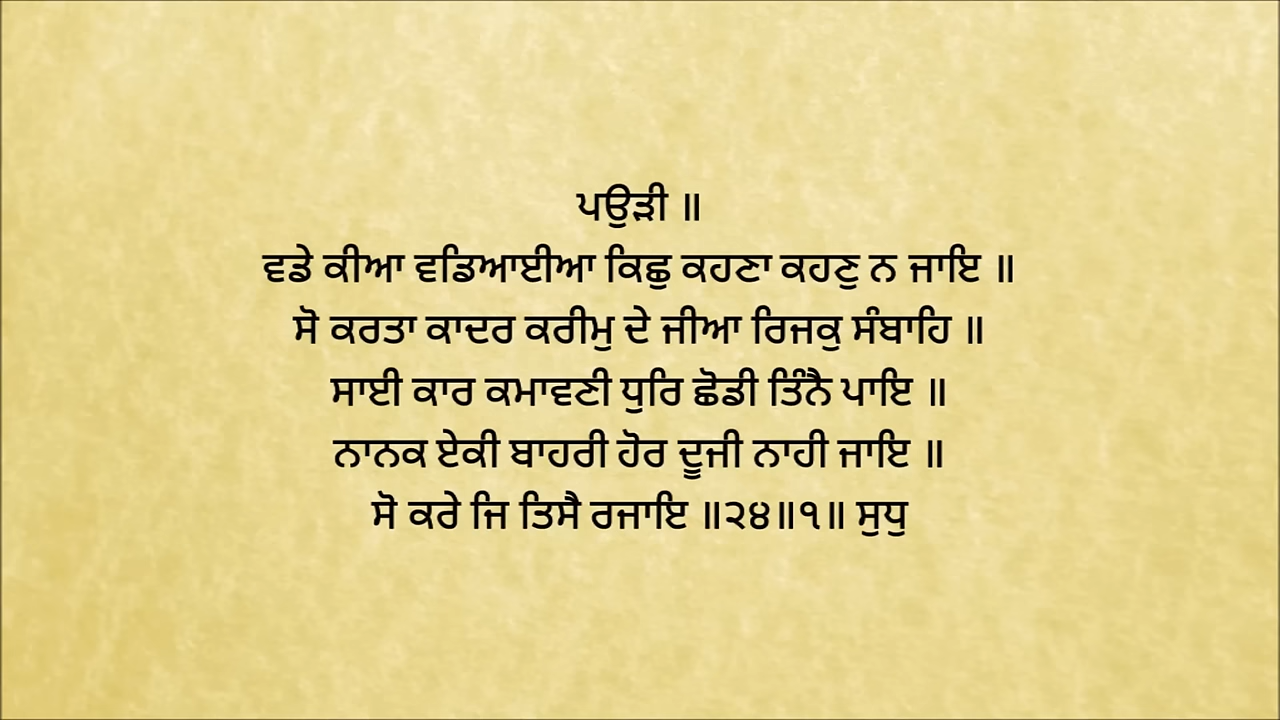 ਪਉੜੀ ॥
ਵਡੇ ਕੀਆ ਵਡਿਆਈਆ ਕਿਛੁ ਕਹਣਾ ਕਹਣੁ ਨ ਜਾਇ ॥
ਸੋ ਕਰਤਾ ਕਾਦਰ ਕਰੀਮੁ ਦੇ ਜੀਆ ਰਿਜਕੁ ਸੰਬਾਹਿ ॥
ਸਾਈ ਕਾਰ ਕਮਾਵਣੀ ਧੁਰਿ ਛੋਡੀ ਤਿੰਨੈ ਪਾਇ ॥
ਨਾਨਕ ਏਕੀ ਬਾਹਰੀ ਹੋਰ ਦੂਜੀ ਨਾਹੀ ਜਾਇ ॥
ਸੋ ਕਰੇ ਜਿ ਤਿਸੈ ਰਜਾਇ ॥੨੪॥੧॥ ਸੁਧੁ